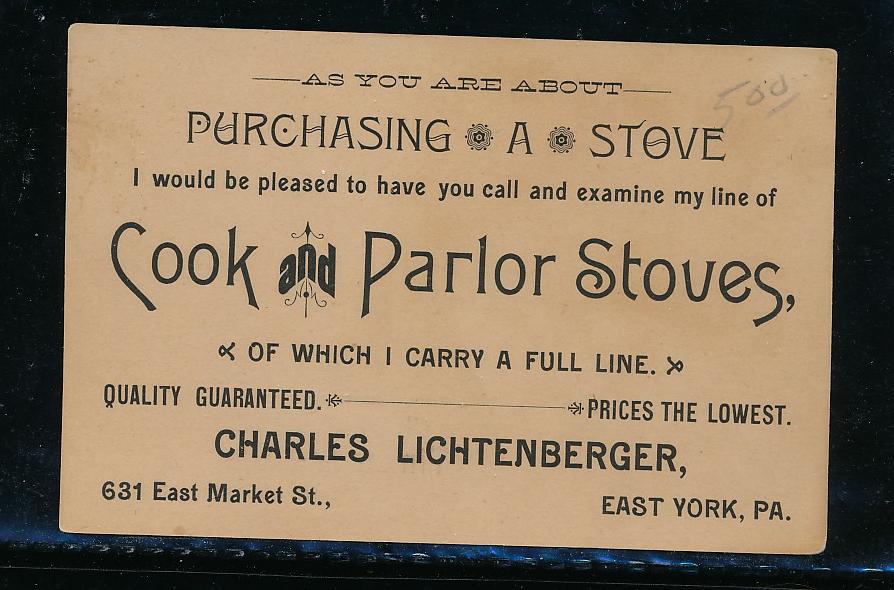 AS YOU ARE ABOUT
500
PURCHASING A STOVE
I would be pleased to have you call and examine my line of
Cook and Parlor Stoves,
OF WHICH I CARRY A FULL LINE.
QUALITY GUARANTEED. PRICES THE LOWEST.
CHARLES LICHTENBERGER,
631 East Market St., EAST YORK, PA.